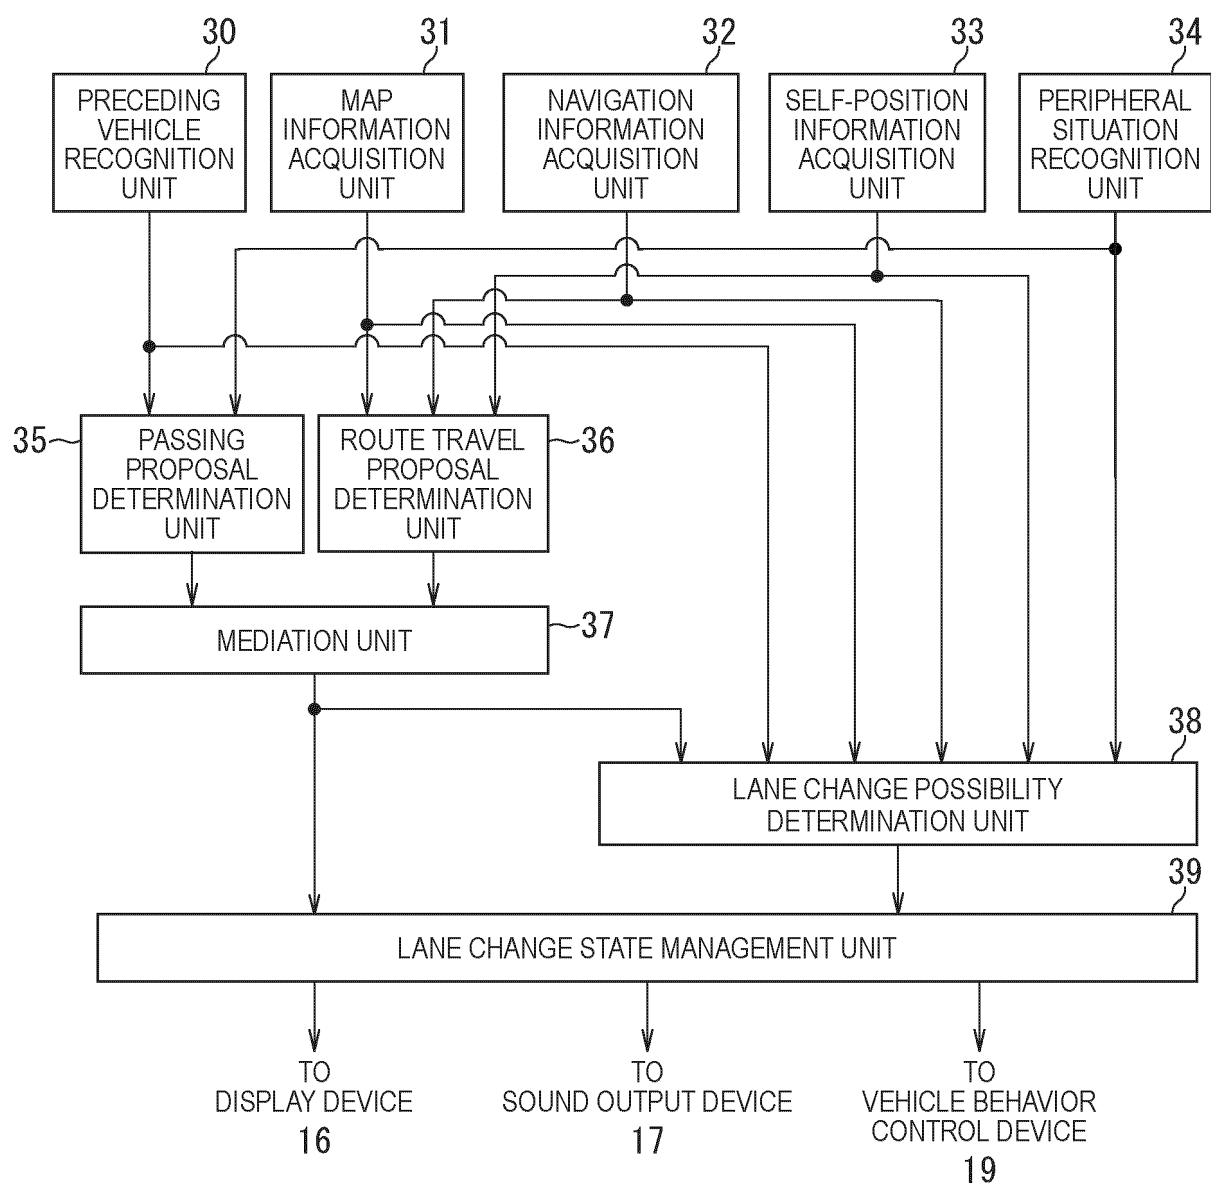 30
31
32
33
34
PRECEDING
VEHICLE
RECOGNITION
UNIT
MAP
INFORMATION
ACQUISITION
UNIT
NAVIGATION
INFORMATION
ACQUISITION
UNIT
SELF-POSITION
INFORMATION
ACQUISITION
UNIT
PERIPHERAL
SITUATION
RECOGNITION
UNIT
35
PASSING
PROPOSAL
DETERMINATION
UNIT
ROUTE TRAVEL
PROPOSAL
DETERMINATION
UNIT
36
MEDIATION UNIT
37
38
LANE CHANGE POSSIBILITY
DETERMINATION UNIT
39
LANE CHANGE STATE MANAGEMENT UNIT
TO
DISPLAY DEVICE
16
TO
SOUND OUTPUT DEVICE
17
TO
VEHICLE BEHAVIOR
CONTROL DEVICE
19